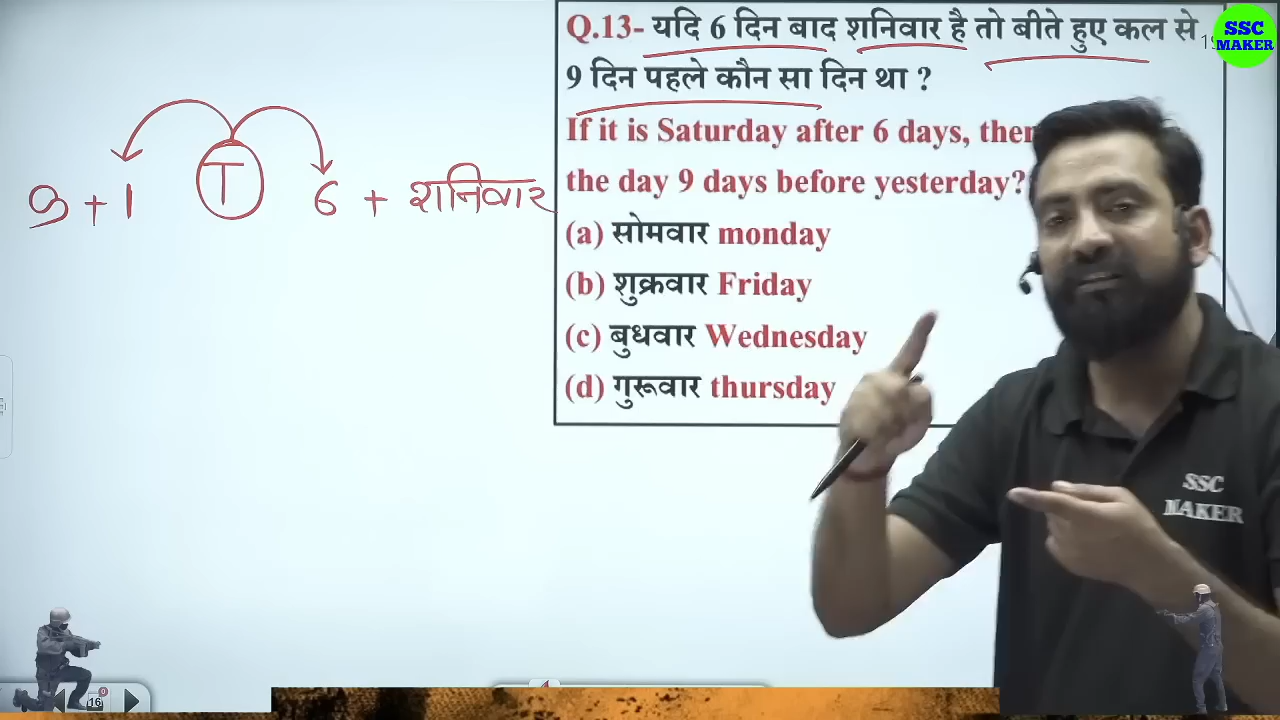 Q.13- यदि 6 दिन बाद शनिवार है तो बीते हुए कल से
9 दिन पहले कौन सा दिन था ?
If it is Saturday after 6 days, then
the day 9 days before yesterday?
(a) सोमवार monday
(b) शुक्रवार Friday
(c) बुधवार Wednesday
(d) गुरूवार thursday
9 + 1 T 6 + शनिवार
SSC
MAKER
SSC
MAKER
16